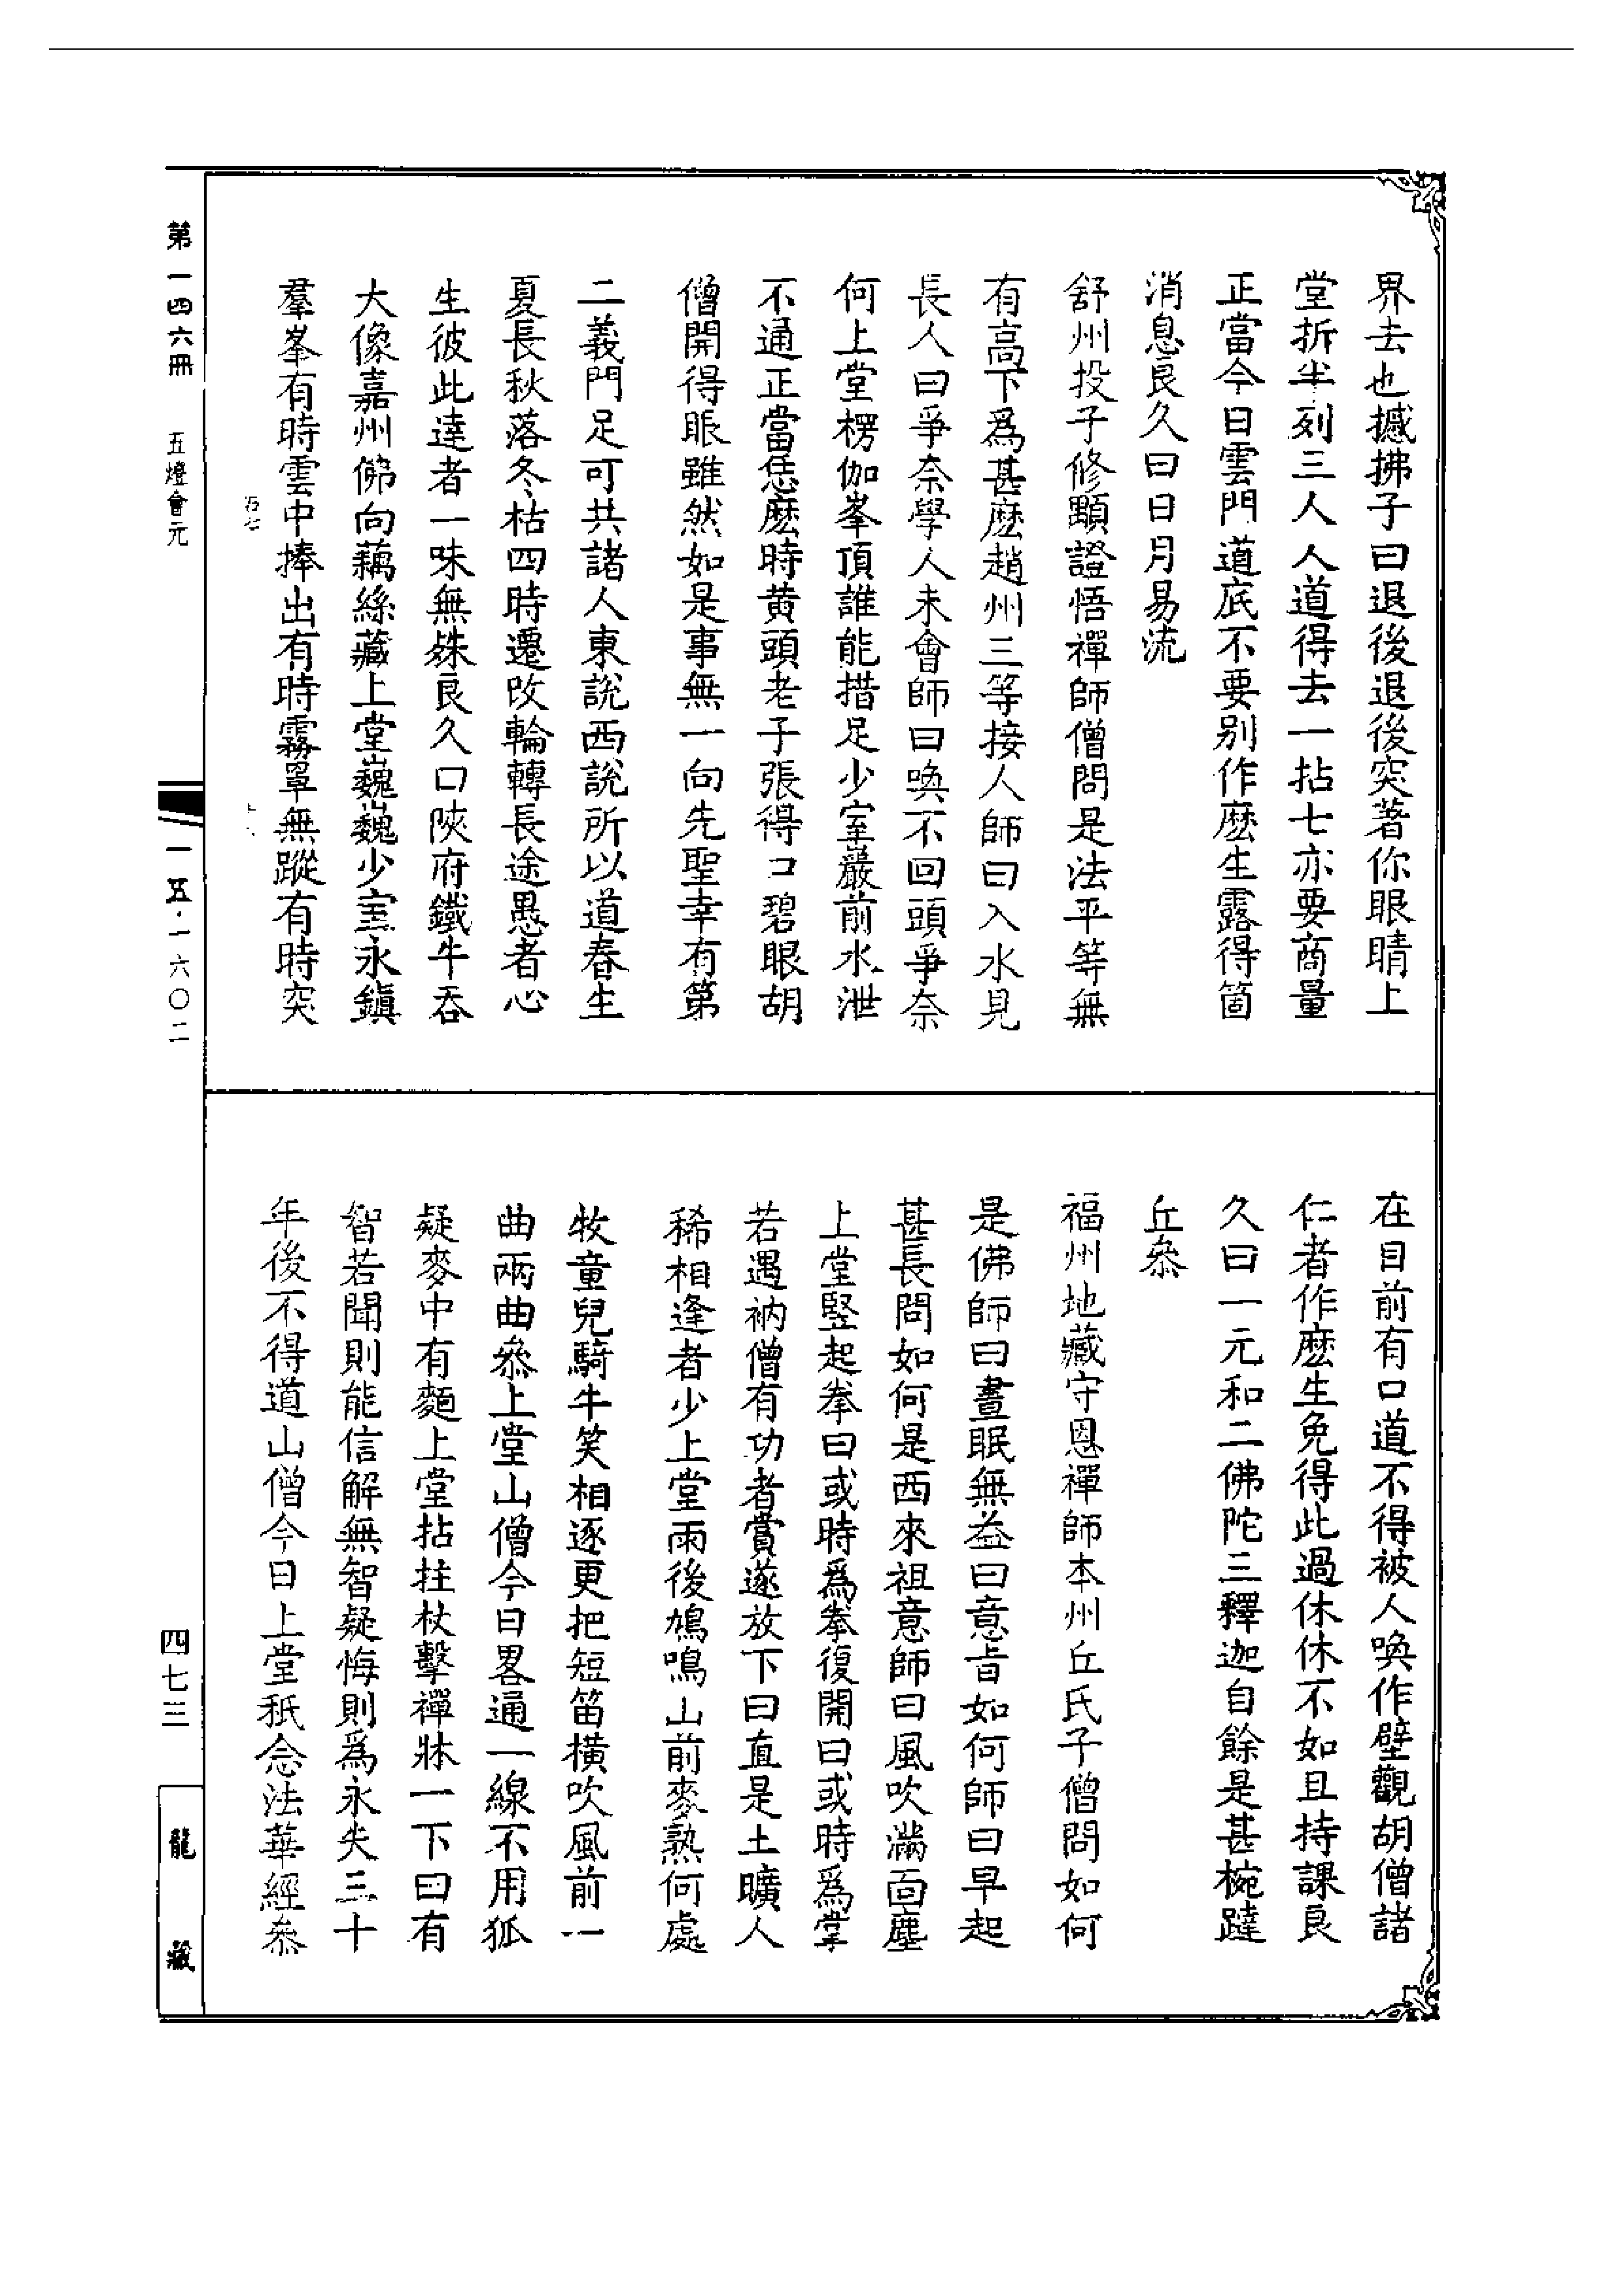 界去也撼拂子曰退後退後突著你眼睛上
堂折半列三人人道得去一拈七亦要商量
正當今日雲門道底不要别作麽生露得箇
消息良久曰日月易流
舒州投子修顒證悟禪師僧問是法平等無
有高下爲甚麽趙州三等接人師曰入水見
長人曰爭奈學人未會師曰喚不回頭爭奈
何上堂楞伽峯頂誰能措足少室巖前水泄
不通正當恁麽時黄頭老子張得口碧眼胡
僧開得眼雖然如是事無一向先聖幸有第
二義門足可共諸人東説西説所以道春生
夏長秋落冬枯四時遷改輪轉長途愚者心
生彼此達者一味無殊良久曰陝府鐵牛吞
大像嘉州佛向藕絲藏上堂巍巍少室永鎮
羣峯有時雲中捧出有時霧罩無蹤有時突
在目前有口道不得被人喚作壁觀胡僧諸
仁者作麽生免得此過休休不如且持課良
久曰一元和二佛陀三釋迦自餘是甚椀躂
丘叅
福州地藏守恩禪師本州丘氏子僧問如何
是佛師曰晝眠無益曰意旨如何師曰早起
甚長問如何是西來祖意師曰風吹滿面塵
上堂竪起拳曰或時爲拳復開曰或時爲掌
若遇衲僧有功者賞遂放下曰直是土曠人
稀相逢者少上堂雨後鳩鳴山前麥熟何處
牧童兒騎牛笑相逐更把短笛橫吹風前一
曲兩曲叅上堂山僧今日畧通一線不用狐
疑麥中有麵上堂拈拄杖擊禪牀一下曰有
智若聞則能信解無智疑悔則爲永失三十
年後不得道山僧今日上堂秖念法華經叅
第一四六冊
五燈會元
一五·一六〇二
四七三
龍藏